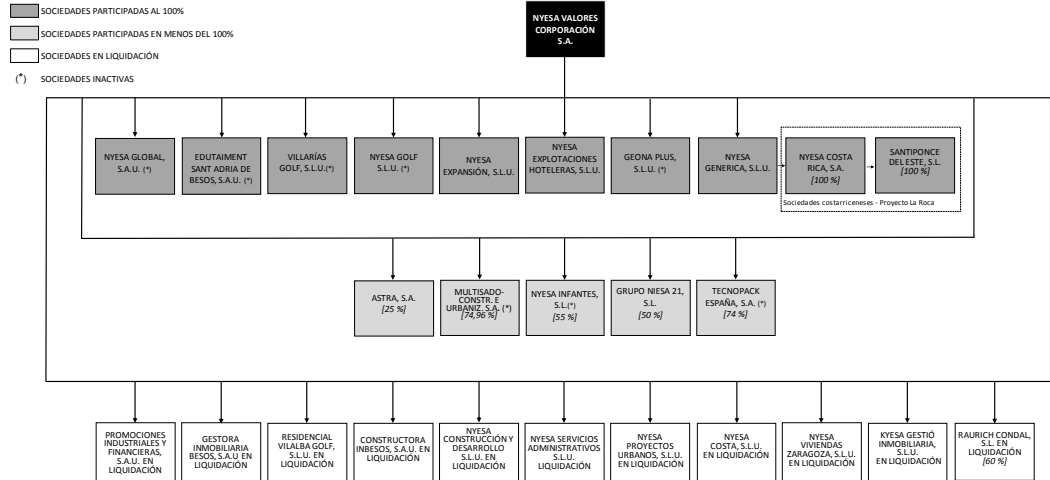 SOCIEDADES PARTICIPADAS AL 100%
SOCIEDADES PARTICIPADAS EN MENOS DEL 100%
SOCIEDADES EN LIQUIDACIÓN
(*) SOCIEDADES INACTIVAS
NYESA VALORES
CORPORACIÓN
S.A.
NYESA GLOBAL,
S.A.U. (*)
EDUTAIMENT
SANT ADRIA DE
BESOS, S.A.U. (*)
VILLARÍAS
GOLF, S.L.U.(*)
NYESA GOLF
S.L.U. (*)
NYESA
EXPANSIÓN, S.L.U.
NYESA
EXPLOTACIONES
HOTELERAS, S.L.U.
GEONA PLUS,
S.L.U. (*)
NYESA
GENERICA, S.L.U.
NYESA COSTA
RICA, S.A.
[100 %]
SANTIPONCE
DEL ESTE, S.L.
[100 %]
Sociedades costarriceneses - Proyecto La Roca
ASTRA, S.A.
[25 %]
MULTISADO-
CONSTR. E
URBANIZ. S.A. (*)
[74,96 %]
NYESA INFANTES,
S.L.(*)
[55 %]
GRUPO NIESA 21,
S.L.
[50 %]
TECNOPACK
ESPAÑA, S.A. (*)
[74 %]
PROMOCIONES
INDUSTRIALES Y
FINANCIERAS,
S.A.U. EN
LIQUIDACIÓN
GESTORA
INMOBILIARIA
BESOS, S.A.U EN
LIQUIDACIÓN
RESIDENCIAL
VILALBA GOLF,
S.L.U. EN
LIQUIDACIÓN
CONSTRUCTORA
INBESOS, S.A.U. EN
LIQUIDACIÓN
NYESA
CONSTRUCCIÓN Y
DESARROLLO
S.L.U. EN
LIQUIDACIÓN
NYESA SERVICIOS
ADMINISTRATIVOS
S.L.U.
LIQUIDACIÓN
NYESA
PROYECTOS
URBANOS, S.L.U.
EN LIQUIDACIÓN
NYESA
COSTA, S.L.U,
EN LIQUIDACIÓN
NYESA
VIVIENDAS
ZARAGOZA, S.L.U.
EN LIQUIDACIÓN
KYESA GESTIÓ
INMOBILIARIA,
S.L.U.
EN LIQUIDACIÓN
RAURICH CONDAL,
S.L. EN
LIQUIDACIÓN
[60 %]